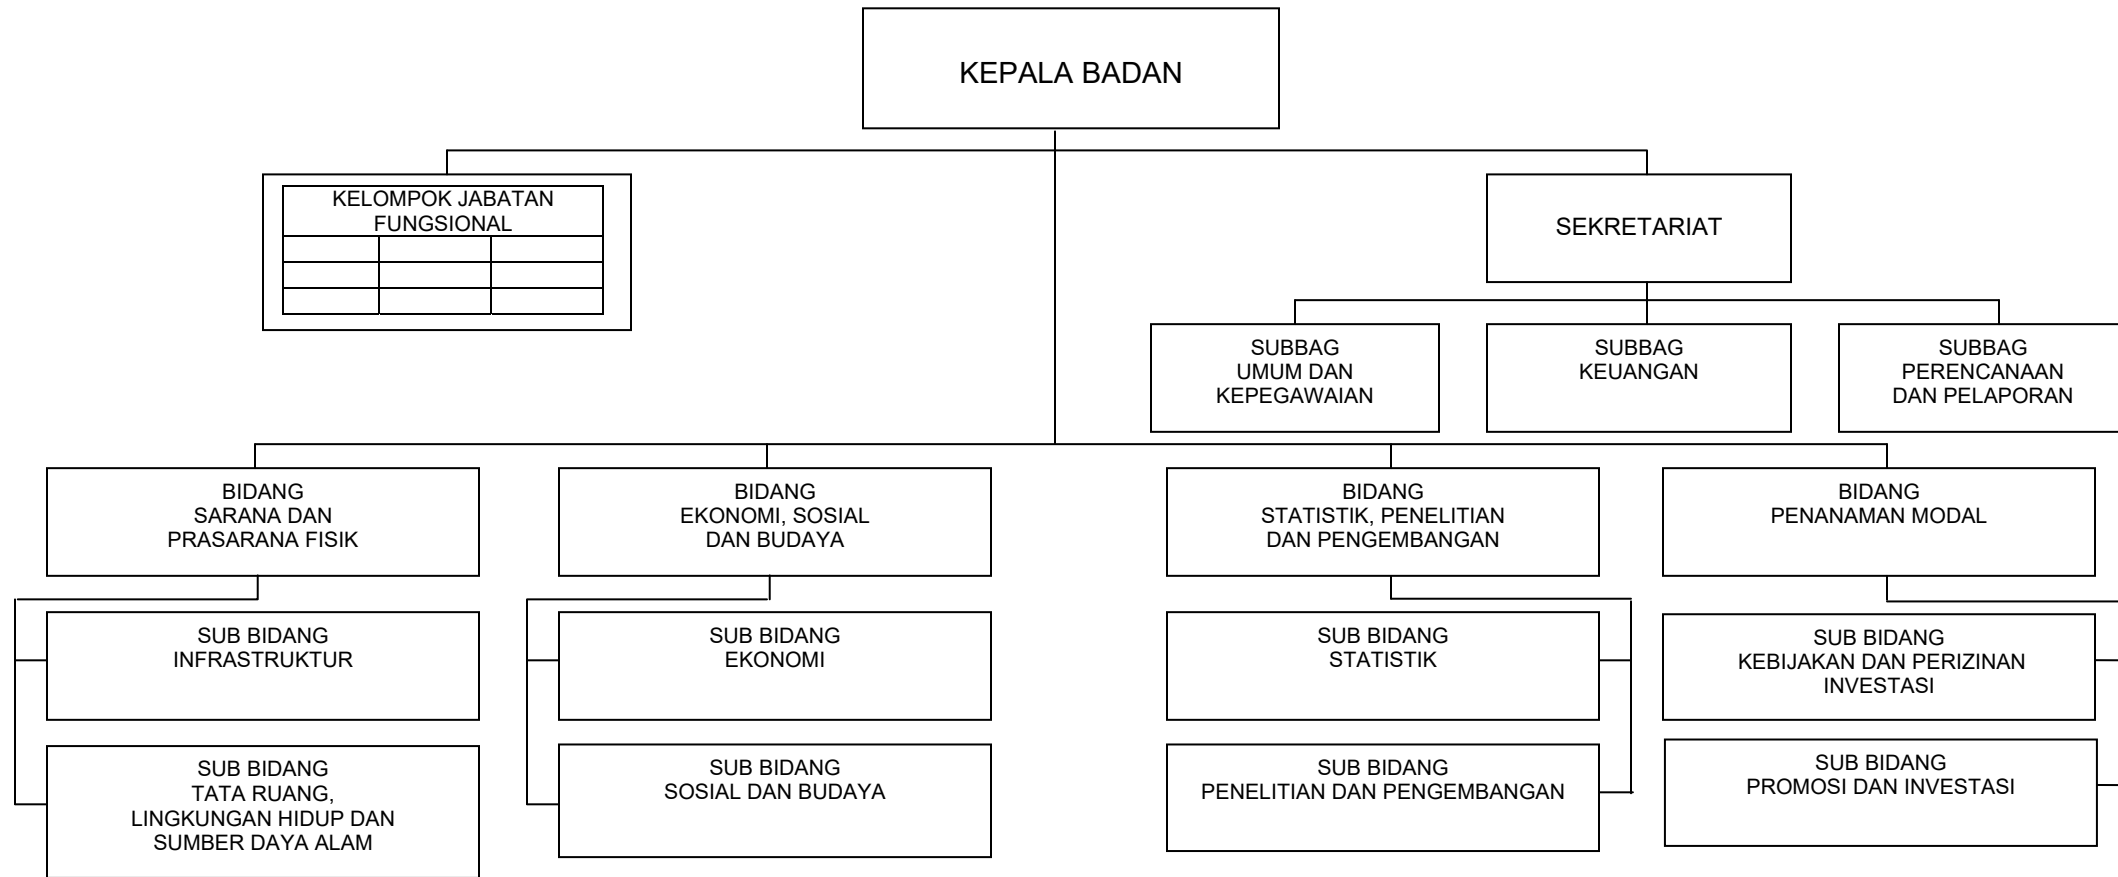 KEPALA BADAN
KELOMPOK JABATAN
FUNGSIONAL
SEKRETARIAT
SUBBAG
UMUM DAN
KEPEGAWAIAN
SUBBAG
KEUANGAN
SUBBAG
PERENCANAAN
DAN PELAPORAN
BIDANG
SARANA DAN
PRASARANA FISIK
BIDANG
EKONOMI, SOSIAL
DAN BUDAYA
BIDANG
STATISTIK, PENELITIAN
DAN PENGEMBANGAN
BIDANG
PENANAMAN MODAL
SUB BIDANG
INFRASTRUKTUR
SUB BIDANG
EKONOMI
SUB BIDANG
STATISTIK
SUB BIDANG
KEBIJAKAN DAN PERIZINAN
INVESTASI
SUB BIDANG
TATA RUANG,
LINGKUNGAN HIDUP DAN
SUMBER DAYA ALAM
SUB BIDANG
SOSIAL DAN BUDAYA
SUB BIDANG
PENELITIAN DAN PENGEMBANGAN
SUB BIDANG
PROMOSI DAN INVESTASI